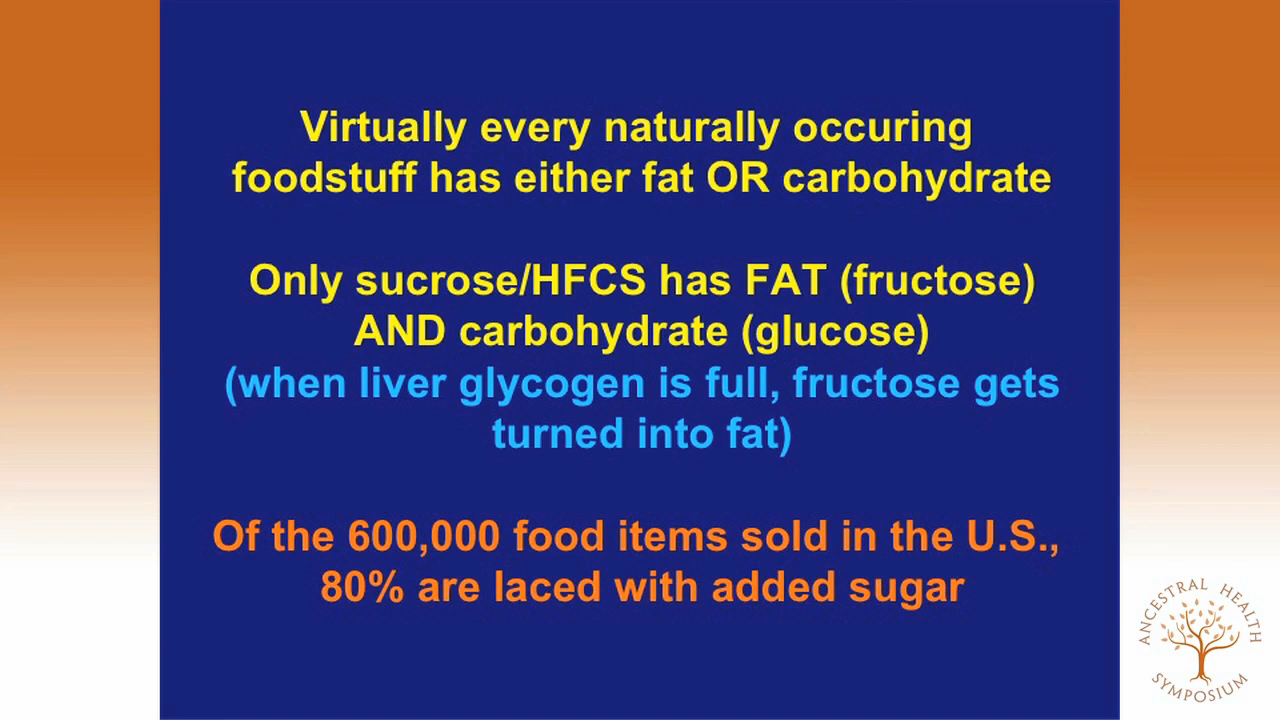 Virtually every naturally occuring
foodstuff has either fat OR carbohydrate
Only sucrose/HFCS has FAT (fructose)
AND carbohydrate (glucose)
(when liver glycogen is full, fructose gets
turned into fat)
Of the 600,000 food items sold in the U.S.,
80% are laced with added sugar
ANCESTRAL HEALTH
SYMPOSIUM